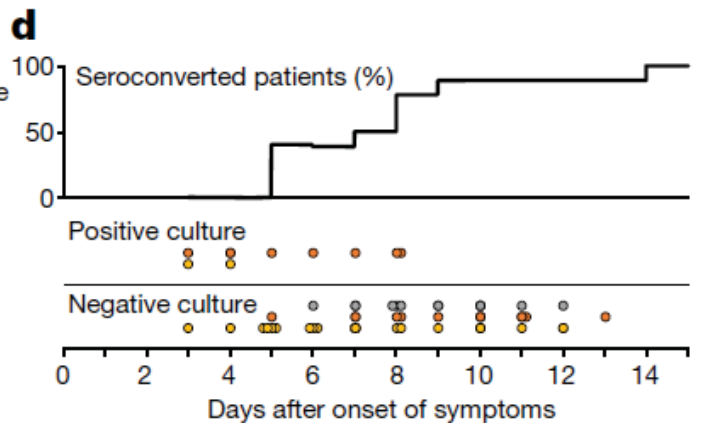 d
100
e
Seroconverted patients (%)
50
0
Positive culture
Negative culture
0 2 4 6 8 10 12 14
Days after onset of symptoms